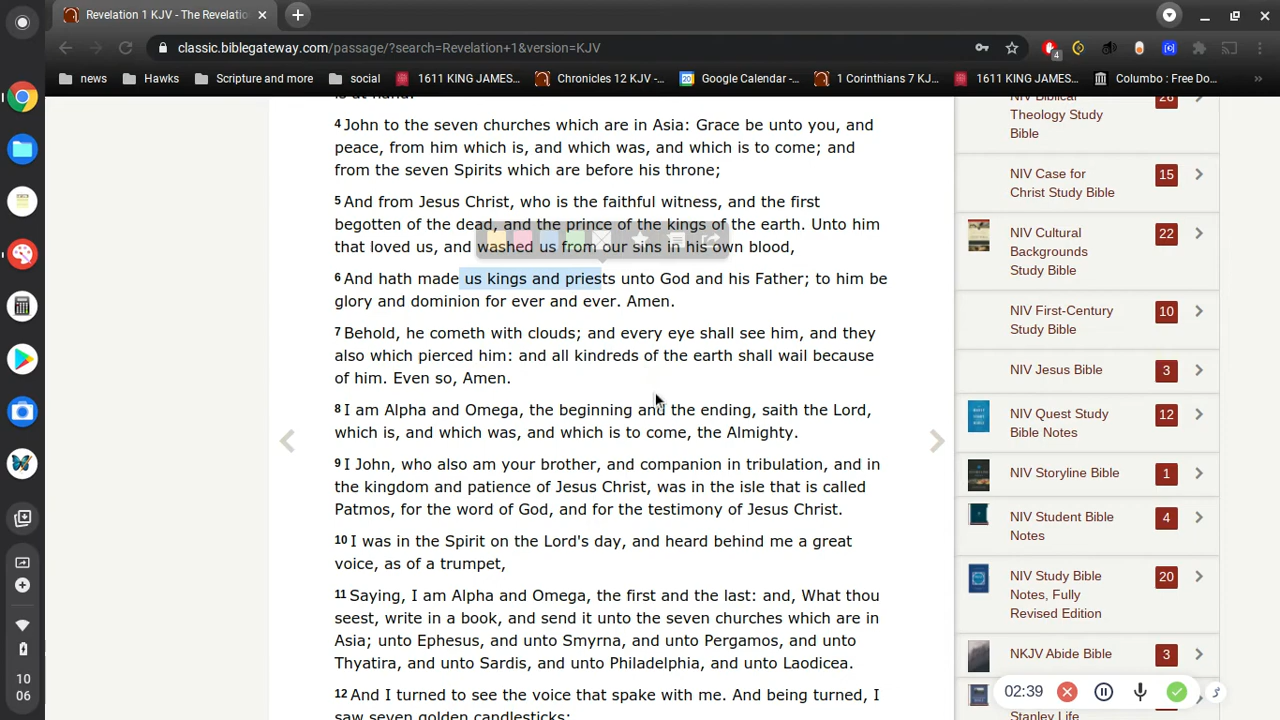 Revelation 1 KJV - The Revelatio
classic.biblegateway.com/passage/?search=Revelation+1&version=KJV
4
news
Hawks
Scripture and more
social
1611 KING JAMES...
Chronicles 12 KJV -...
20
Google Calendar -...
1 Corinthians 7 KJ...
1611 KING JAMES...
Columbo : Free Do...
»
is at hand.
4 John to the seven churches which are in Asia: Grace be unto you, and
peace, from him which is, and which was, and which is to come; and
from the seven Spirits which are before his throne;
5 And from Jesus Christ, who is the faithful witness, and the first
begotten of the dead, and the prince of the kings of the earth. Unto him
that loved us, and washed us from our sins in his own blood,
6 And hath made us kings and priests unto God and his Father; to him be
glory and dominion for ever and ever. Amen.
7 Behold, he cometh with clouds; and every eye shall see him, and they
also which pierced him: and all kindreds of the earth shall wail because
of him. Even so, Amen.
8 I am Alpha and Omega, the beginning and the ending, saith the Lord,
which is, and which was, and which is to come, the Almighty.
9 I John, who also am your brother, and companion in tribulation, and in
the kingdom and patience of Jesus Christ, was in the isle that is called
Patmos, for the word of God, and for the testimony of Jesus Christ.
10 I was in the Spirit on the Lord's day, and heard behind me a great
voice, as of a trumpet,
11 Saying, I am Alpha and Omega, the first and the last: and, What thou
seest, write in a book, and send it unto the seven churches which are in
Asia; unto Ephesus, and unto Smyrna, and unto Pergamos, and unto
Thyatira, and unto Sardis, and unto Philadelphia, and unto Laodicea.
12 And I turned to see the voice that spake with me. And being turned, I
saw seven golden candlesticks;
NIV Biblical
Theology Study
Bible
26
NIV Case for
Christ Study Bible
15
NIV Cultural
Backgrounds
Study Bible
22
NIV First-Century
Study Bible
10
NIV Jesus Bible
3
NIV Quest Study
Bible Notes
12
NIV Storyline Bible
1
NIV Student Bible
Notes
4
NIV Study Bible
Notes, Fully
Revised Edition
20
NKJV Abide Bible
3
Stanley Life
02:39
10
06